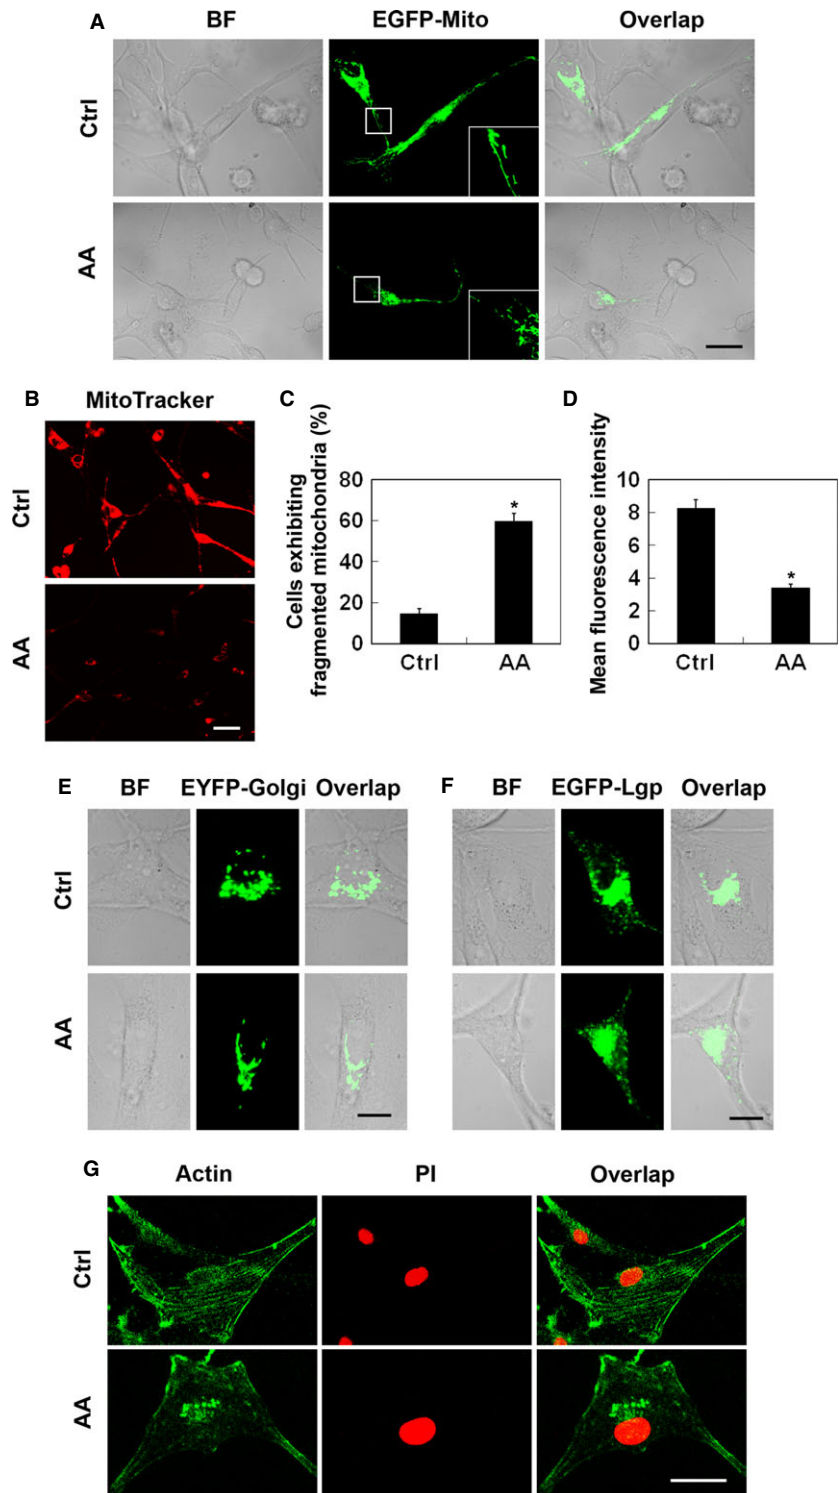 A
BF
EGFP-Mito
Overlap
Ctrl
AA
B
MitoTracker
Ctrl
AA
C
Cells exhibiting
fragmented mitochondria (%)
80
60
40
20
0
*
Ctrl
AA
D
Mean fluorescence intensity
10
8
6
4
2
0
*
Ctrl
AA
E
BF
EYFP-Golgi
Overlap
Ctrl
AA
F
BF
EGFP-Lgp
Overlap
G
Actin
PI
Overlap
Ctrl
AA